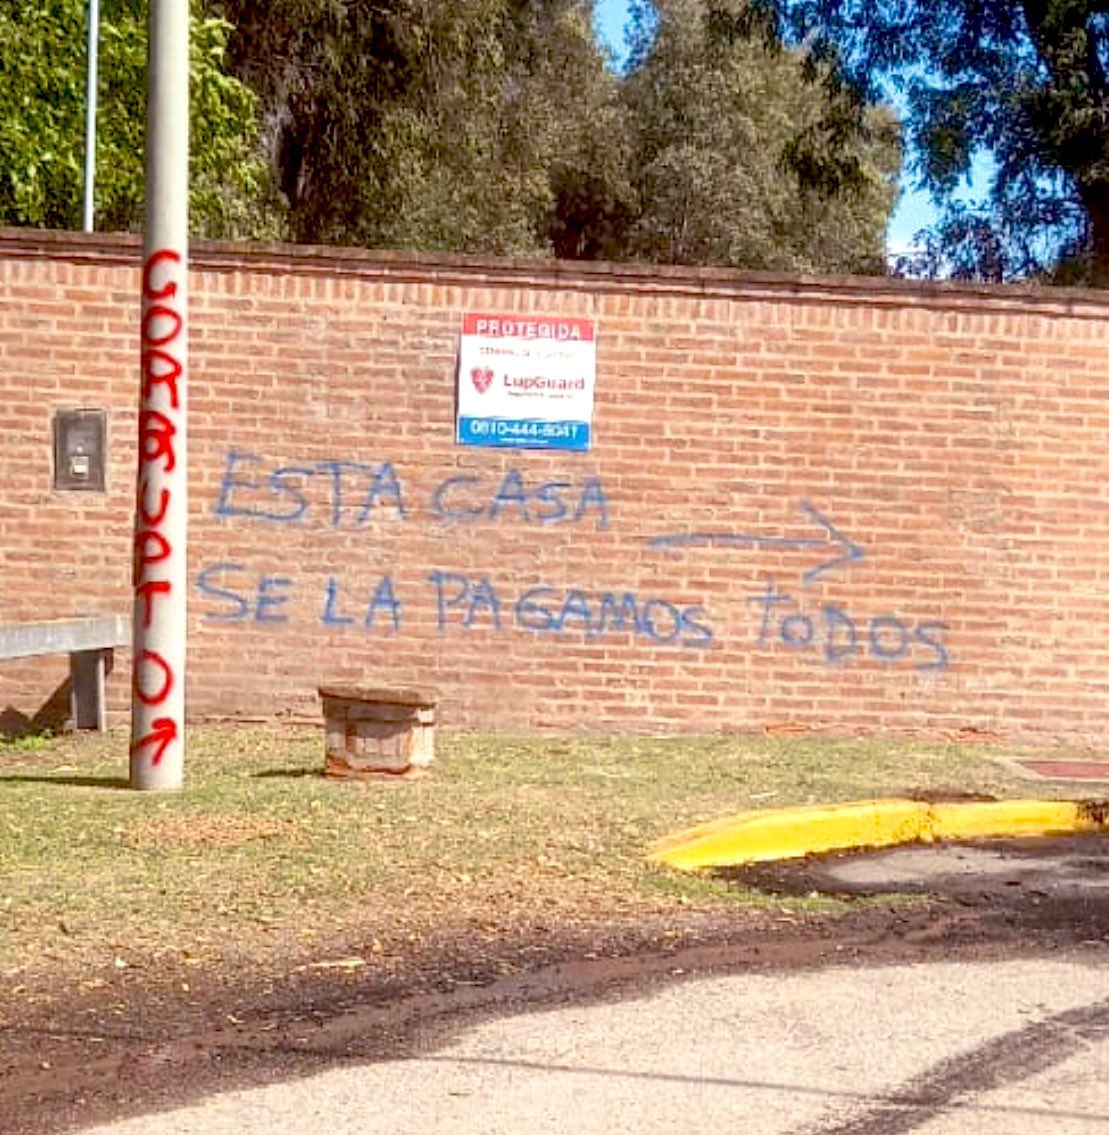 CORRUPTO ↗
PROTEGIDA
LupGuard
0810-444-8041
ESTA CASA →
SE LA PAGAMOS TODOS